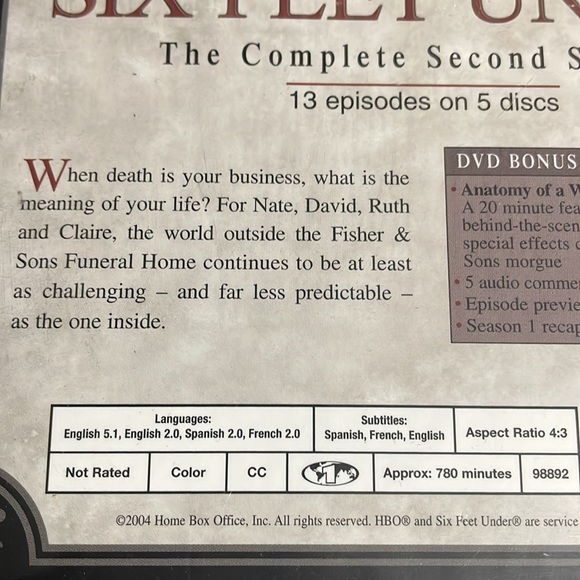 SIX FEET UN
The Complete Second S
13 episodes on 5 discs
When death is your business, what is the
meaning of your life? For Nate, David, Ruth
and Claire, the world outside the Fisher &
Sons Funeral Home continues to be at least
as challenging – and far less predictable –
as the one inside.
DVD BONUS
• Anatomy of a W
A 20 minute fea
behind-the-scen
special effects o
Sons morgue
• 5 audio comme
• Episode previe
• Season 1 recap
Languages:
English 5.1, English 2.0, Spanish 2.0, French 2.0
Subtitles:
Spanish, French, English
Aspect Ratio 4:3
Not Rated
Color
CC
1
Approx: 780 minutes
98892
©2004 Home Box Office, Inc. All rights reserved. HBO® and Six Feet Under® are service